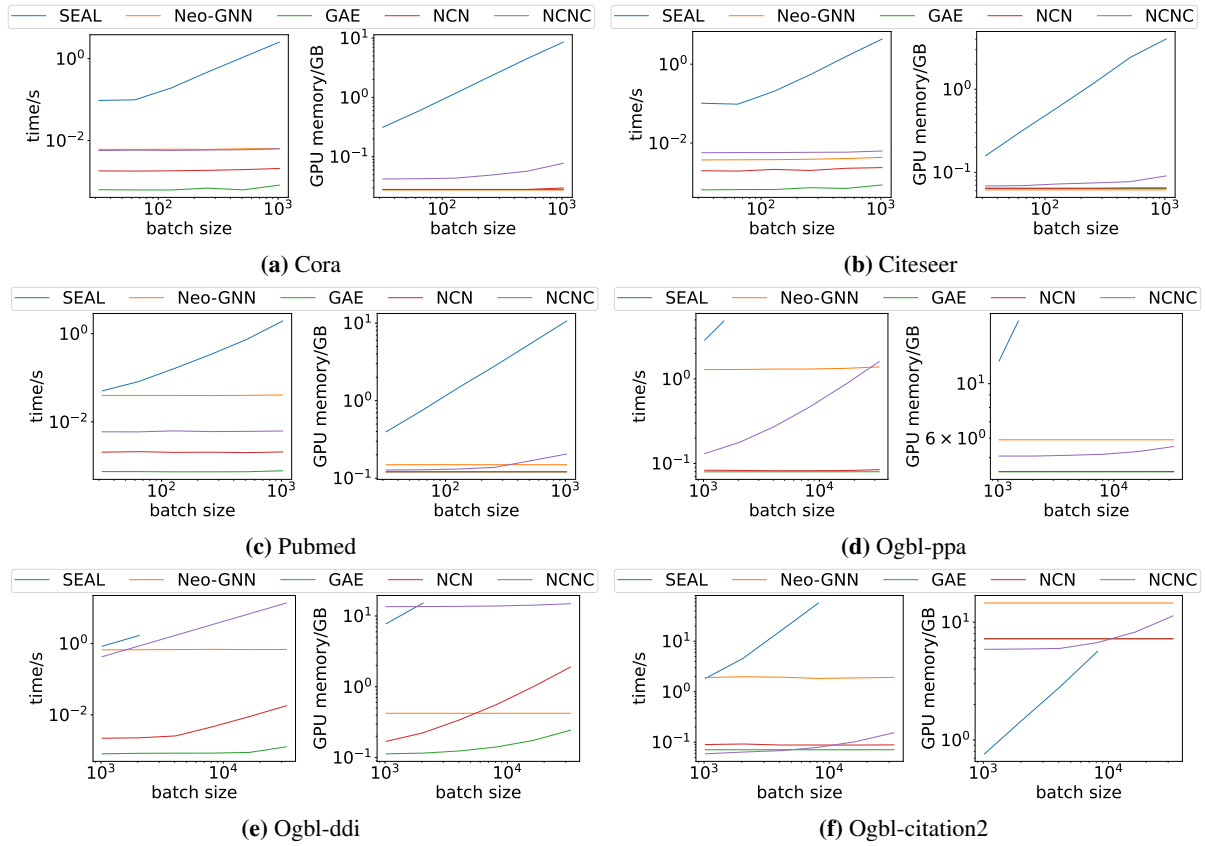 SEAL Neo-GNN GAE NCN NCNC
SEAL Neo-GNN GAE NCN NCNC
time/s
10^0
10^-2
10^2 10^3
batch size
GPU memory/GB
10^1
10^0
10^-1
10^2 10^3
batch size
time/s
10^0
10^-2
10^2 10^3
batch size
GPU memory/GB
10^0
10^-1
10^2 10^3
batch size
(a) Cora
(b) Citeseer
SEAL Neo-GNN GAE NCN NCNC
SEAL Neo-GNN GAE NCN NCNC
time/s
10^0
10^-2
10^2 10^3
batch size
GPU memory/GB
10^1
10^0
10^-1
10^2 10^3
batch size
time/s
10^0
10^-1
10^3 10^4
batch size
GPU memory/GB
10^1
6 × 10^0
10^3 10^4
batch size
(c) Pubmed
(d) Ogbl-ppa
SEAL Neo-GNN GAE NCN NCNC
SEAL Neo-GNN GAE NCN NCNC
time/s
10^0
10^-2
10^3 10^4
batch size
GPU memory/GB
10^1
10^0
10^-1
10^3 10^4
batch size
time/s
10^1
10^0
10^-1
10^3 10^4
batch size
GPU memory/GB
10^1
10^0
10^3 10^4
batch size
(e) Ogbl-ddi
(f) Ogbl-citation2